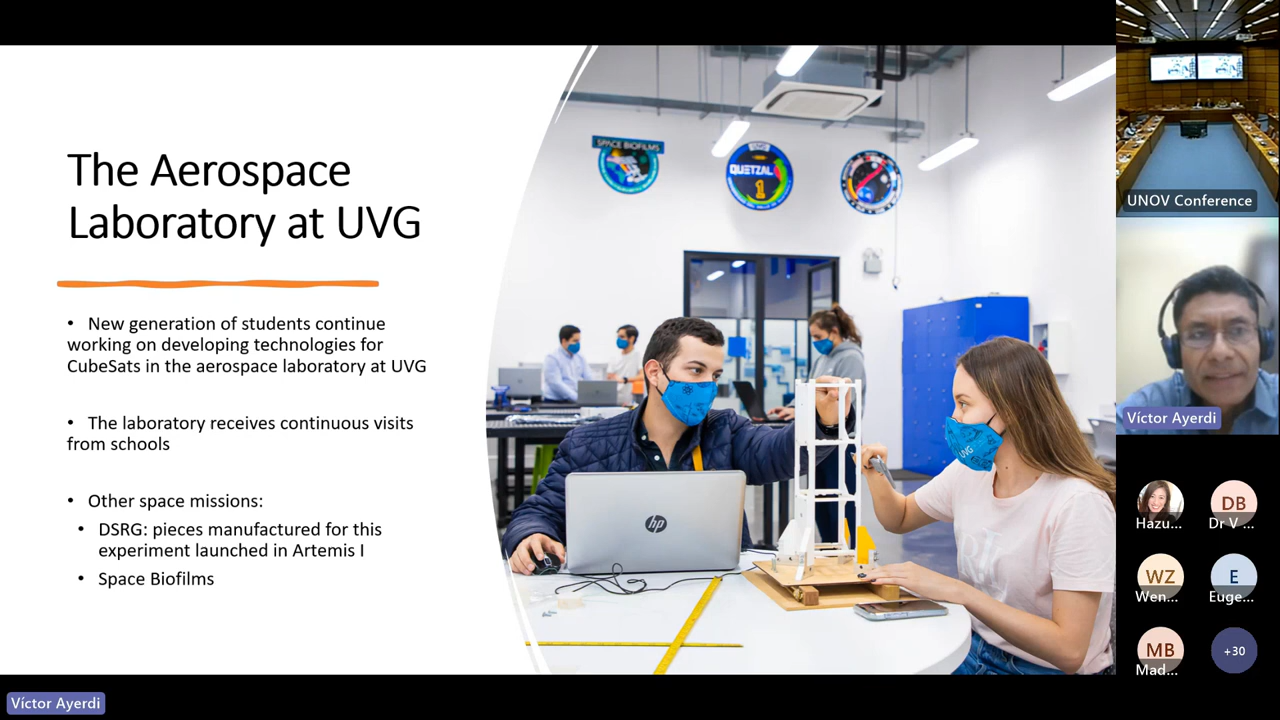 The Aerospace
Laboratory at UVG
• New generation of students continue
working on developing technologies for
CubeSats in the aerospace laboratory at UVG
• The laboratory receives continuous visits
from schools
• Other space missions:
• DSRG: pieces manufactured for this
experiment launched in Artemis I
• Space Biofilms
SPACE BIOFILMS
QUETZAL
1
hp
UVG
UNOV Conference
Víctor Ayerdi
Hazu...
DB
Dr V ...
WZ
Wen...
E
Euge...
MB
Mad...
+30
Víctor Ayerdi